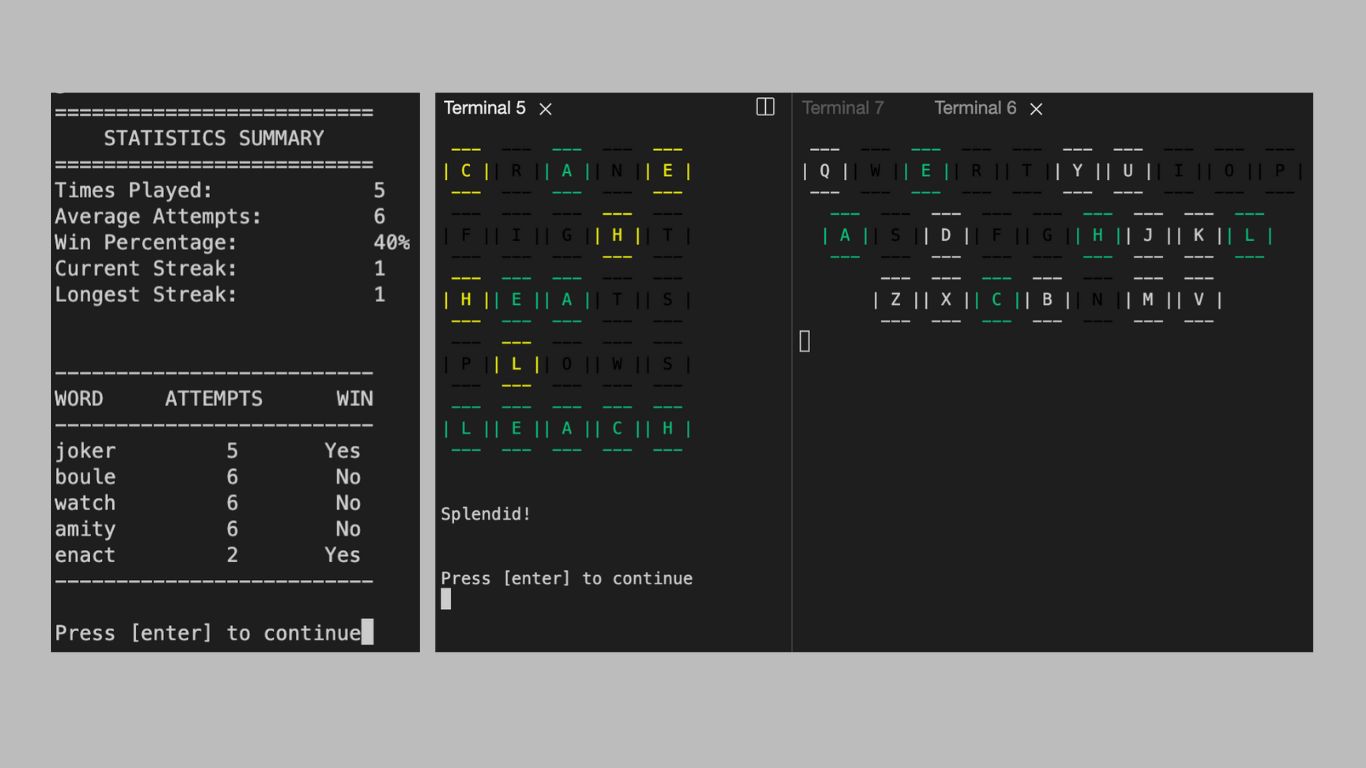 ==========================
STATISTICS SUMMARY
==========================
Times Played: 5
Average Attempts: 6
Win Percentage: 40%
Current Streak: 1
Longest Streak: 1
--------------------------
WORD ATTEMPTS WIN
--------------------------
joker 5 Yes
boule 6 No
watch 6 No
amity 6 No
enact 2 Yes
--------------------------
Press [enter] to continue
Terminal 5
--- --- --- --- ---
| C || R || A || N || E |
--- --- --- --- ---
--- --- --- --- ---
| F || I || G || H || T |
--- --- --- --- ---
--- --- --- --- ---
| H || E || A || T || S |
--- --- --- --- ---
--- --- --- --- ---
| P || L || O || W || S |
--- --- --- --- ---
--- --- --- --- ---
| L || E || A || C || H |
--- --- --- --- ---
Splendid!
Press [enter] to continue
Terminal 7 Terminal 6
--- --- --- --- --- --- --- --- --- ---
| Q || W || E || R || T || Y || U || I || O || P |
--- --- --- --- --- --- --- --- --- ---
--- --- --- --- --- --- --- --- ---
| A || S || D || F || G || H || J || K || L |
--- --- --- --- --- --- --- --- ---
--- --- --- --- --- --- ---
| Z || X || C || B || N || M || V |
--- --- --- --- --- --- ---